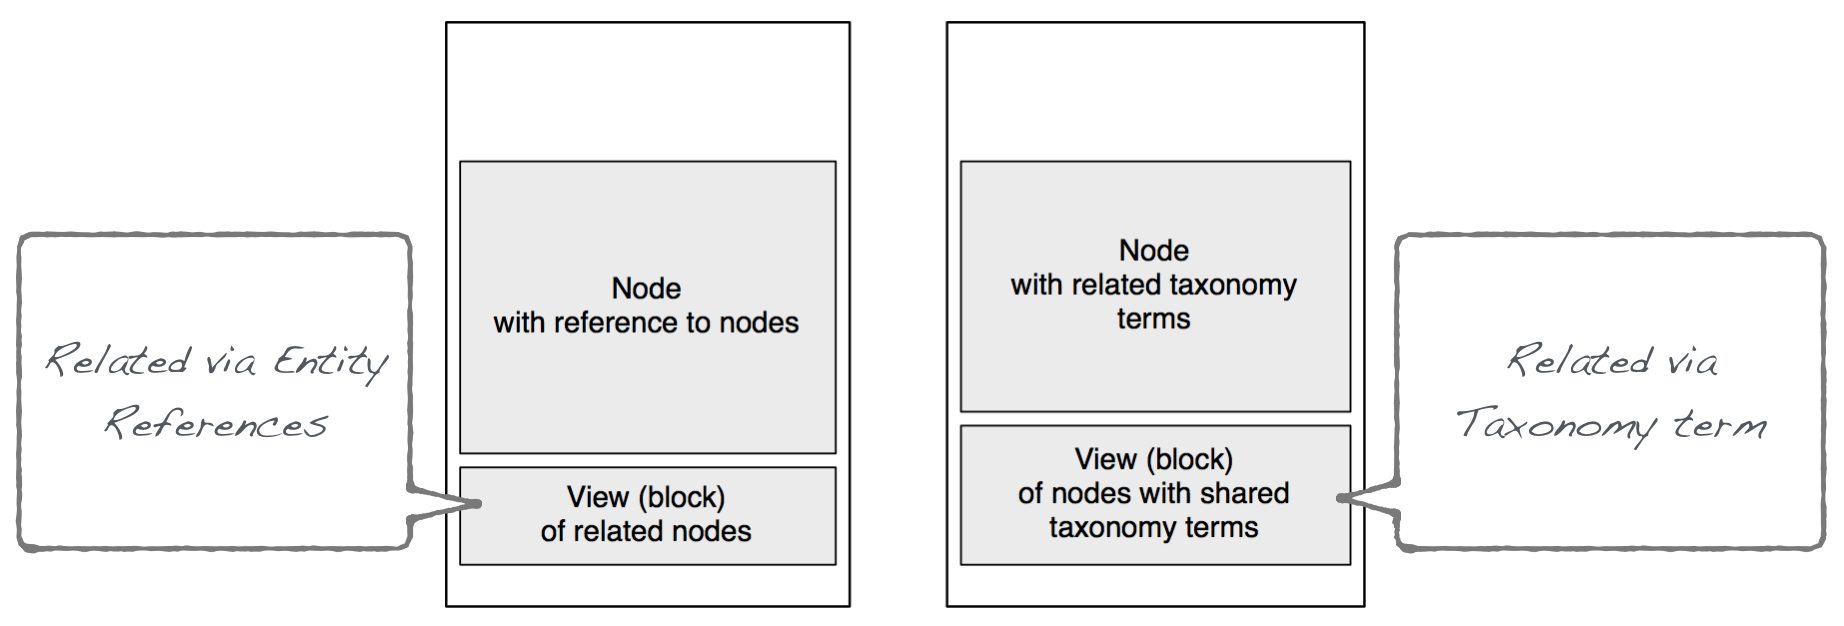 Related via Entity
References
Node
with reference to nodes
View (block)
of related nodes
Node
with related taxonomy
terms
View (block)
of nodes with shared
taxonomy terms
Related via
Taxonomy term